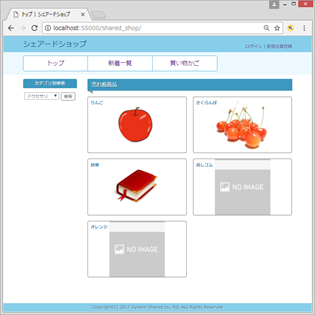 トップ | シェアードショップ
localhost:55000/shared_shop/
シェアードショップ
ログイン | 新規会員登録
トップ
新着一覧
買い物かご
カテゴリ別検索
アクセサリ
検索
売れ筋商品
りんご
さくらんぼ
辞書
消しゴム
NO IMAGE
オレンジ
NO IMAGE
Copyright(C) 2017 System Shared co., ltd. ALL Rights Reserved.